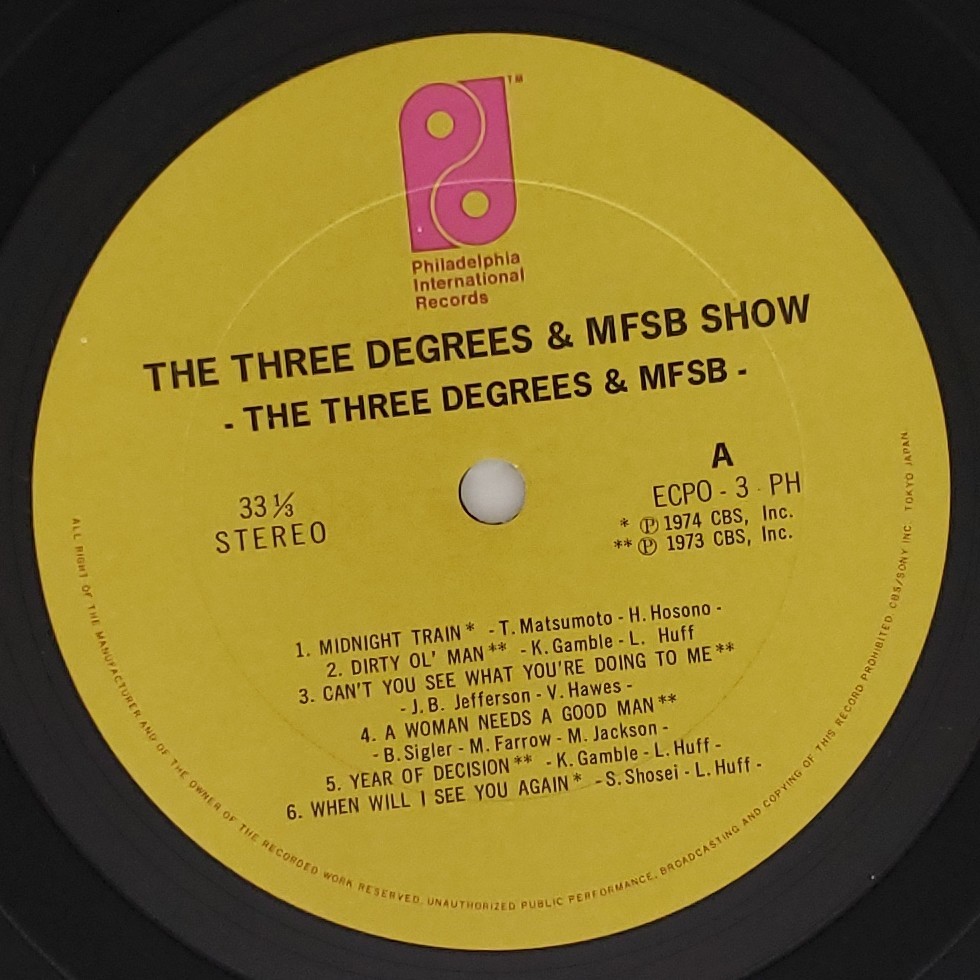 TM
Philadelphia
International
Records
THE THREE DEGREES & MFSB SHOW
- THE THREE DEGREES & MFSB -
33 ⅓
STEREO
A
ECPO - 3 PH
* Ⓟ 1974 CBS, Inc.
** Ⓟ 1973 CBS, Inc.
1. MIDNIGHT TRAIN * - T. Matsumoto - H. Hosono -
2. DIRTY OL' MAN ** - K. Gamble - L. Huff
3. CAN'T YOU SEE WHAT YOU'RE DOING TO ME **
- J. B. Jefferson - V. Hawes -
4. A WOMAN NEEDS A GOOD MAN **
- B. Sigler - M. Farrow - M. Jackson -
5. YEAR OF DECISION ** - K. Gamble - L. Huff -
6. WHEN WILL I SEE YOU AGAIN * - S. Shosei - L. Huff -
ALL RIGHT OF THE MANUFACTURER AND OF THE OWNER OF THE RECORDED WORK RESERVED. UNAUTHORIZED PUBLIC PERFORMANCE, BROADCASTING AND COPYING OF THIS RECORD PROHIBITED. CBS/SONY INC. TOKYO JAPAN.